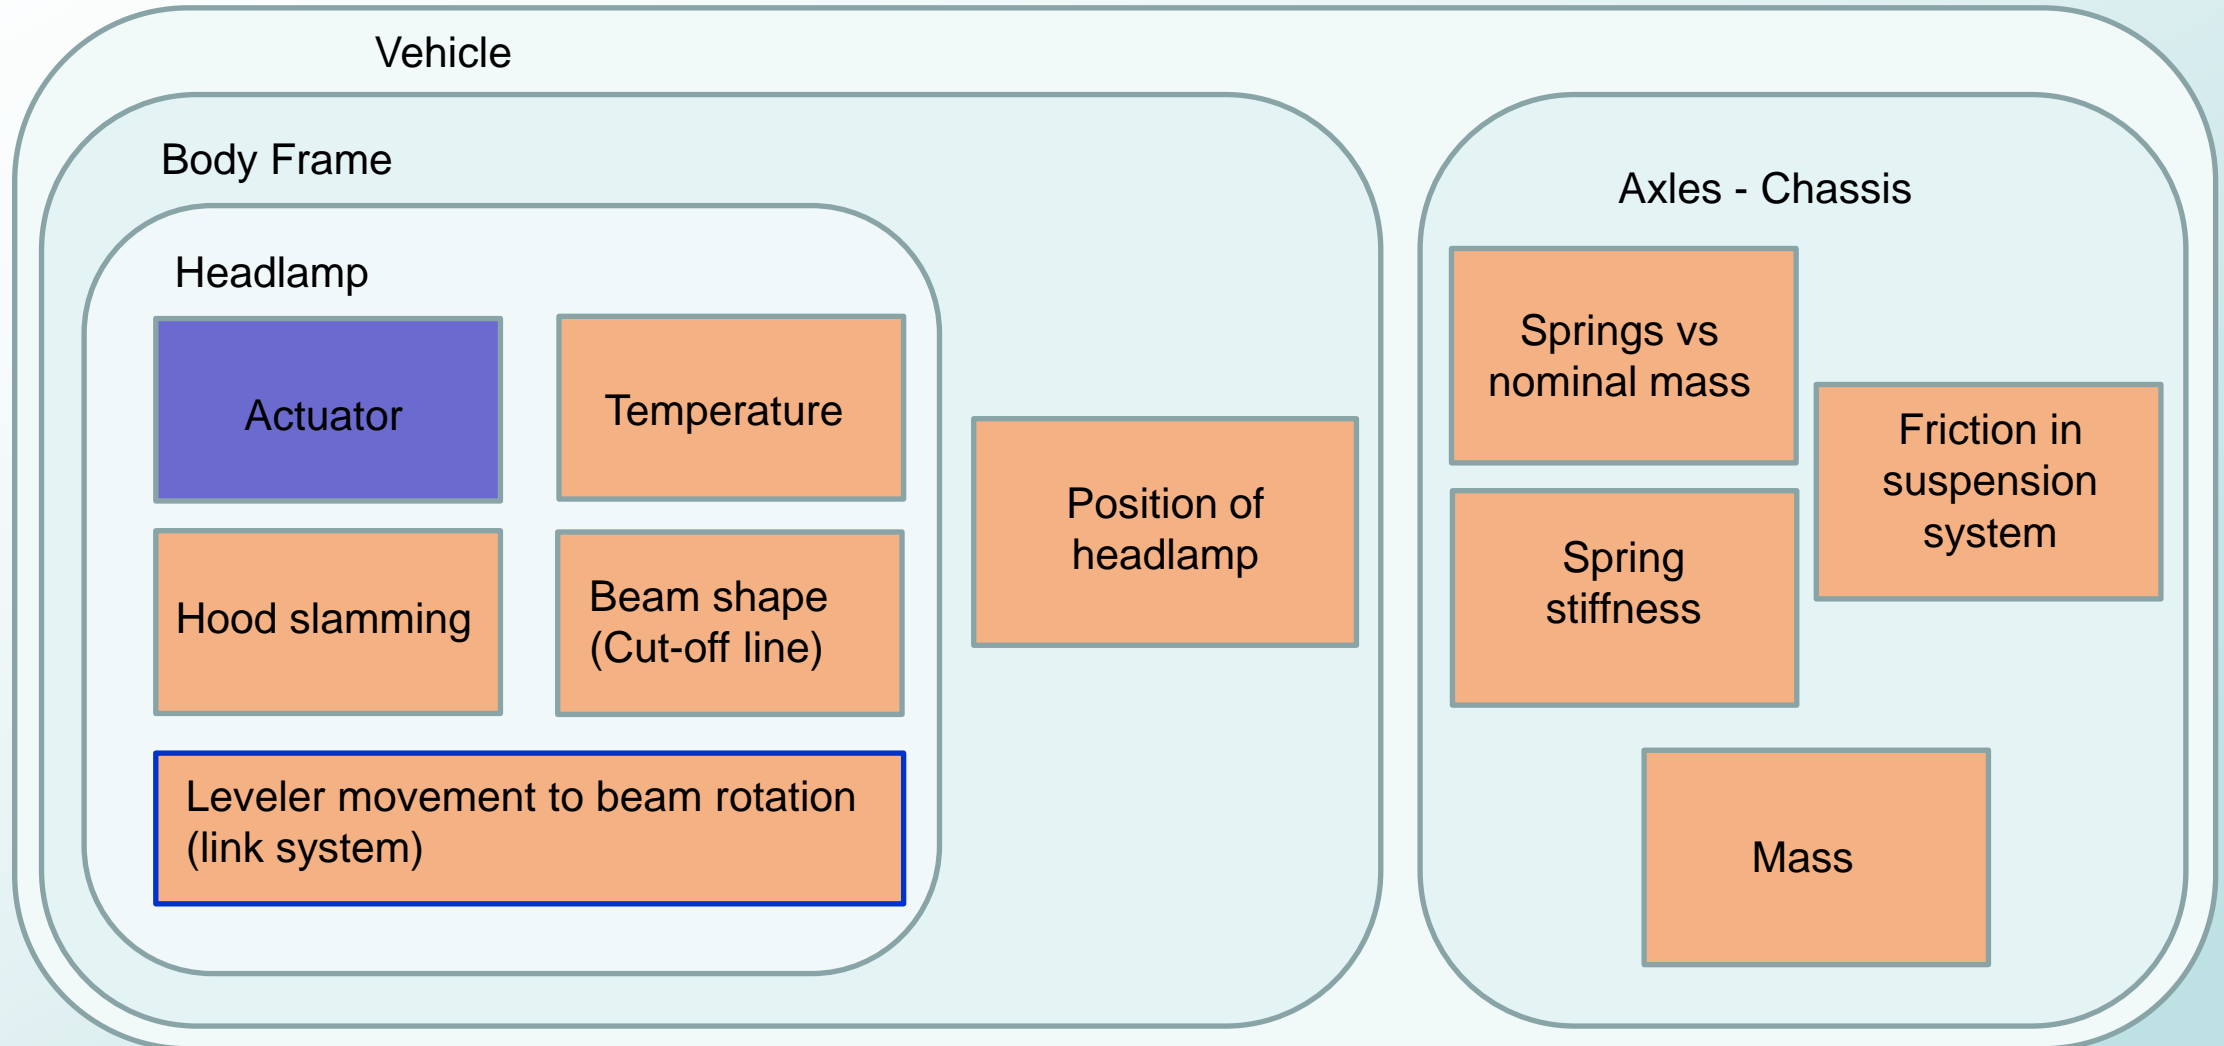 Vehicle
Body Frame
Headlamp
Actuator
Temperature
Hood slamming
Beam shape
(Cut-off line)
Leveler movement to beam rotation
(link system)
Position of
headlamp
Axles - Chassis
Springs vs
nominal mass
Friction in
suspension
system
Spring
stiffness
Mass